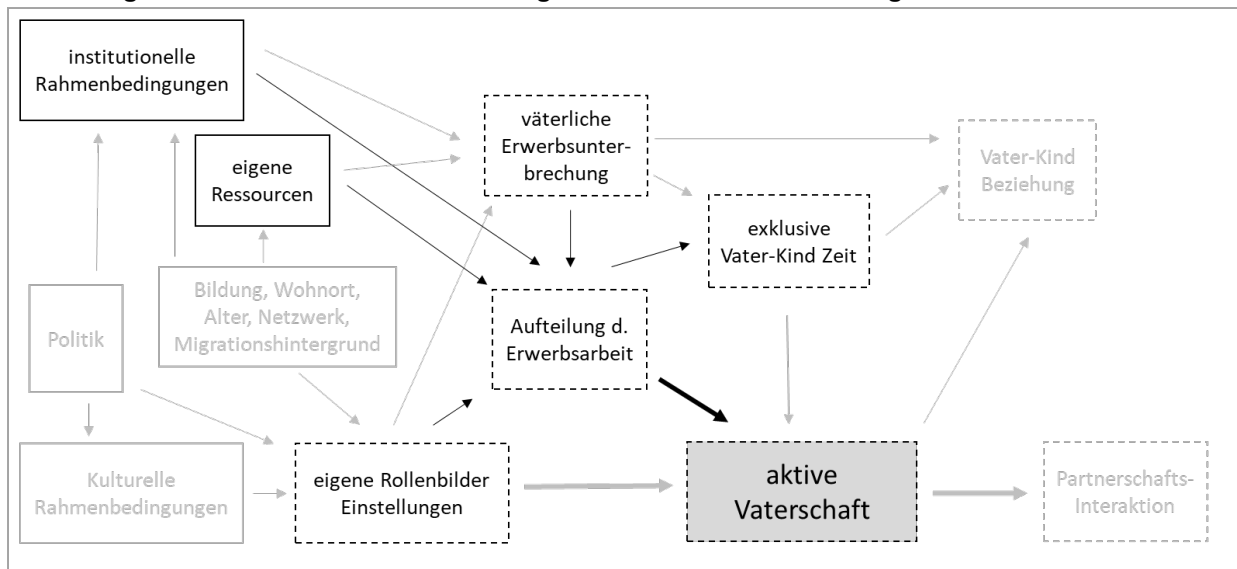 institutionelle
Rahmenbedingungen
väterliche
Erwerbsunter-
brechung
Vater-Kind
Beziehung
eigene
Ressourcen
exklusive
Vater-Kind Zeit
Bildung, Wohnort,
Alter, Netzwerk,
Migrationshintergrund
Politik
Aufteilung d.
Erwerbsarbeit
Kulturelle
Rahmenbedingungen
eigene Rollenbilder
Einstellungen
aktive
Vaterschaft
Partnerschafts-
Interaktion